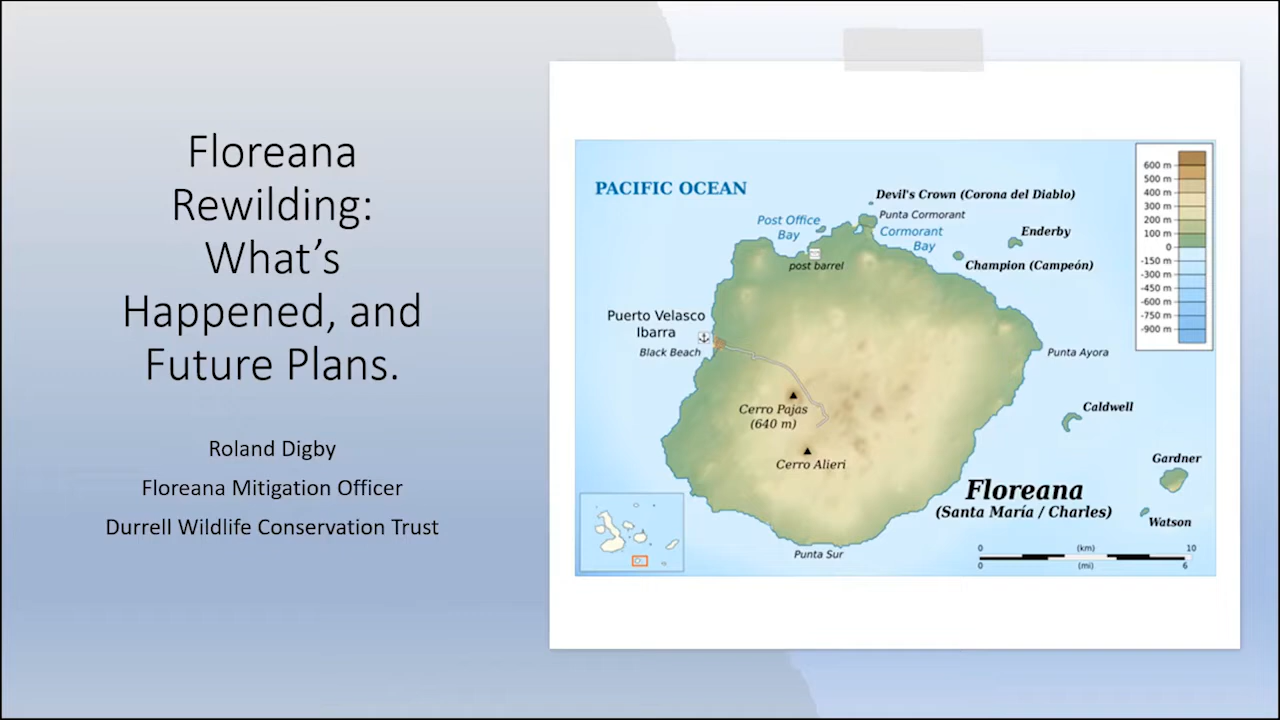 Floreana
Rewilding:
What's
Happened, and
Future Plans.
Roland Digby
Floreana Mitigation Officer
Durrell Wildlife Conservation Trust
PACIFIC OCEAN
Devil's Crown (Corona del Diablo)
Punta Cormorant
Post Office
Bay
Cormorant
Bay
Enderby
post barrel
Champion (Campeón)
Puerto Velasco
Ibarra
Black Beach
Punta Ayora
Cerro Pajas
(640 m)
Caldwell
Cerro Alieri
Gardner
Floreana
(Santa María / Charles)
Watson
Punta Sur
0 (km) 10
0 (mi) 6
600 m
500 m
400 m
300 m
200 m
100 m
0
-150 m
-300 m
-450 m
-600 m
-750 m
-900 m